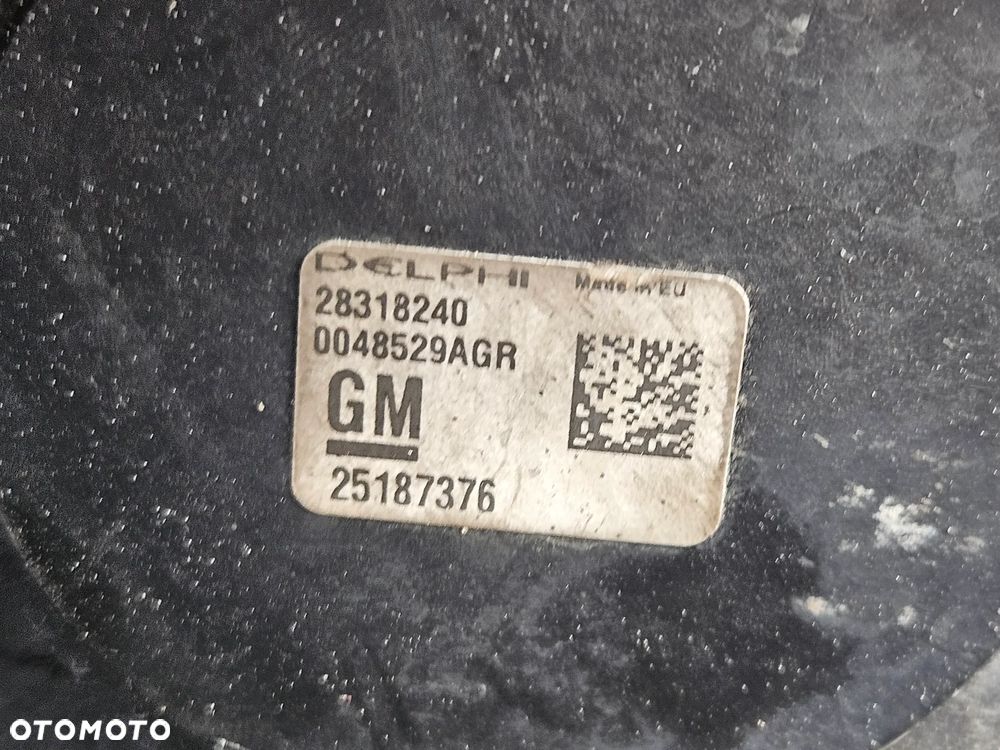 DELPHI
Made in EU
28318240
0048529AGR
GM
25187376
OTOMOTO